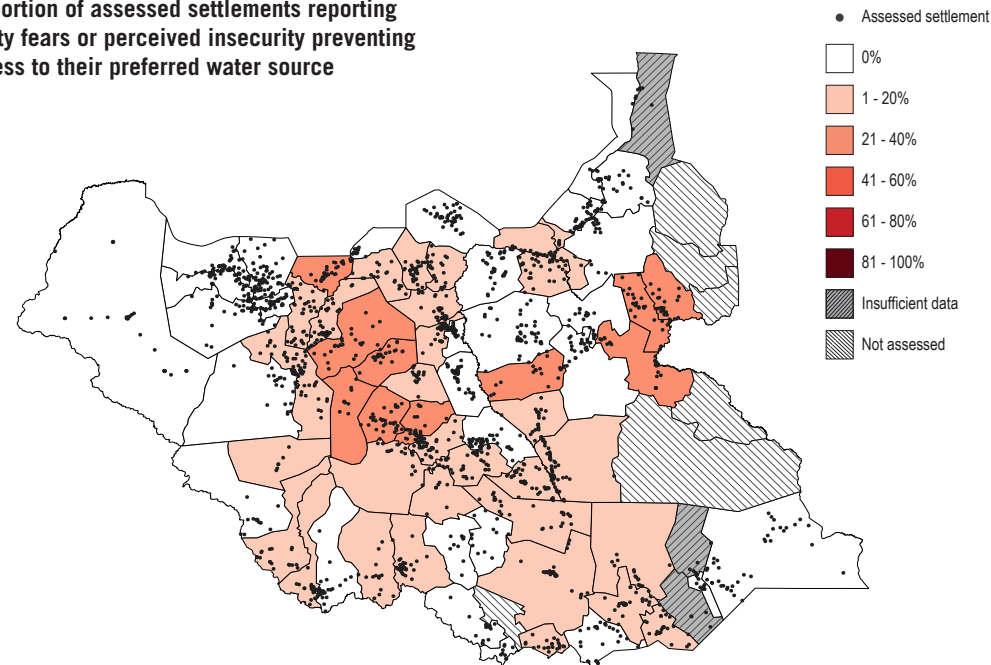 ortion of assessed settlements reporting
ty fears or perceived insecurity preventing
ess to their preferred water source
Assessed settlement
0%
1 - 20%
21 - 40%
41 - 60%
61 - 80%
81 - 100%
Insufficient data
Not assessed